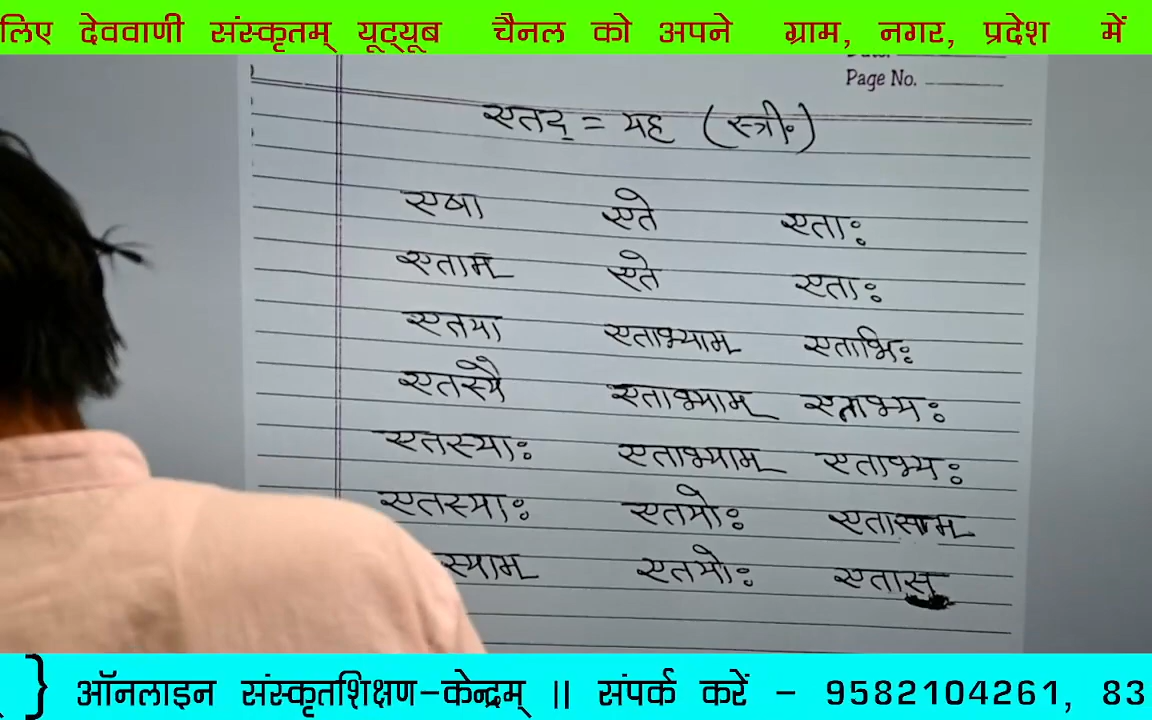 लिए देववाणी संस्कृतम् यूट्यूब चैनल को अपने ग्राम, नगर, प्रदेश में
Page No.
एतद् = यह (स्त्री॰)
एषा एते एताः
एताम् एते एताः
एतया एताभ्याम् एताभिः
एतस्यै एताभ्याम् एताभ्यः
एतस्याः एताभ्याम् एताभ्यः
एतस्याः एतयोः एतासाम्
स्याम् एतयोः एतासु
} ऑनलाइन संस्कृतशिक्षण-केन्द्रम् || संपर्क करें - 9582104261, 83